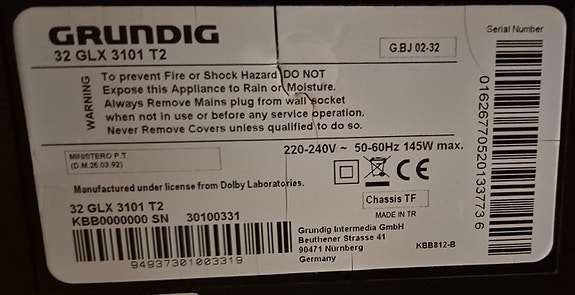 GRUNDIG
32 GLX 3101 T2
G.BJ 02-32
Serial Number
WARNING
To prevent Fire or Shock Hazard DO NOT
Expose this Appliance to Rain or Moisture.
Always Remove Mains plug from wall socket
when not in use or before any service operation.
Never Remove Covers unless qualified to do so.
01626770520133773 6
MINISTERO P.T.
(D.M.26.03.92)
220-240V ~ 50-60Hz 145W max.
CE
Manufactured under license from Dolby Laboratories.
Chassis TF
MADE IN TR
32 GLX 3101 T2
KBB0000000 SN 30100331
94937301003319
Grundig Intermedia GmbH
Beuthener Strasse 41
90471 Nürnberg
Germany
KBB812-B